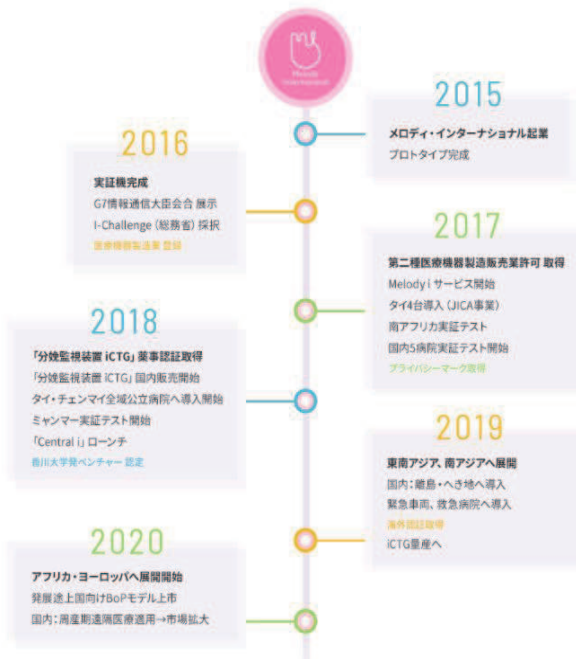 Melody
International
2015
メロディ・インターナショナル起業
プロトタイプ完成
2016
実証機完成
G7情報通信大臣会合 展示
I-Challenge（総務省）採択
医療機器製造業 登録
2017
第二種医療機器製造販売業許可 取得
Melody i サービス開始
タイ4台導入（JICA事業）
南アフリカ実証テスト
国内5病院実証テスト開始
プライバシーマーク取得
2018
「分娩監視装置 iCTG」薬事認証取得
「分娩監視装置 iCTG」国内販売開始
タイ・チェンマイ全域公立病院へ導入開始
ミャンマー実証テスト開始
「Central i」ローンチ
香川大学発ベンチャー 認定
2019
東南アジア、南アジアへ展開
国内：離島・へき地へ導入
緊急車両、救急病院へ導入
海外認証取得
iCTG量産へ
2020
アフリカ・ヨーロッパへ展開開始
発展途上国向けBoPモデル上市
国内：周産期遠隔医療適用→市場拡大